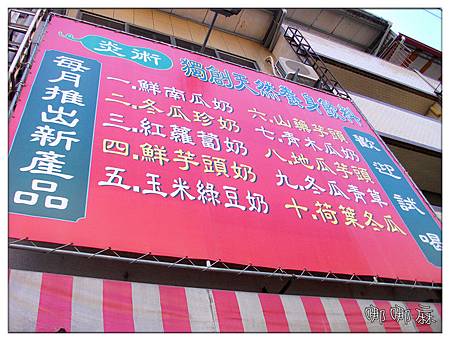 炎術
獨創天然養身飲料
每月推出新產品
一.鮮南瓜奶
二.冬瓜珍奶
三.紅蘿蔔奶
四.鮮芋頭奶
五.玉米綠豆奶
六.山藥芋頭
七.青木瓜奶
八.地瓜芋頭
九.冬瓜青草
十.荷葉冬瓜
歡迎試喝